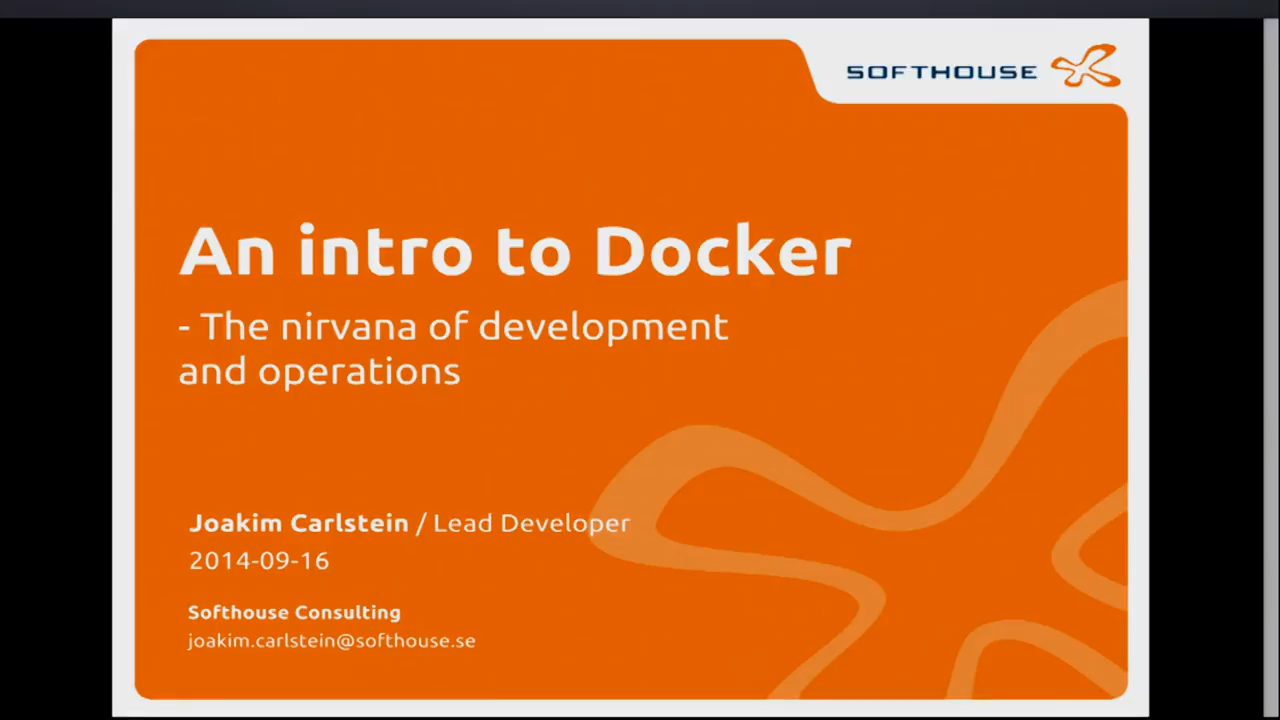 SOFTHOUSE
An intro to Docker
- The nirvana of development
and operations
Joakim Carlstein / Lead Developer
2014-09-16
Softhouse Consulting
joakim.carlstein@softhouse.se